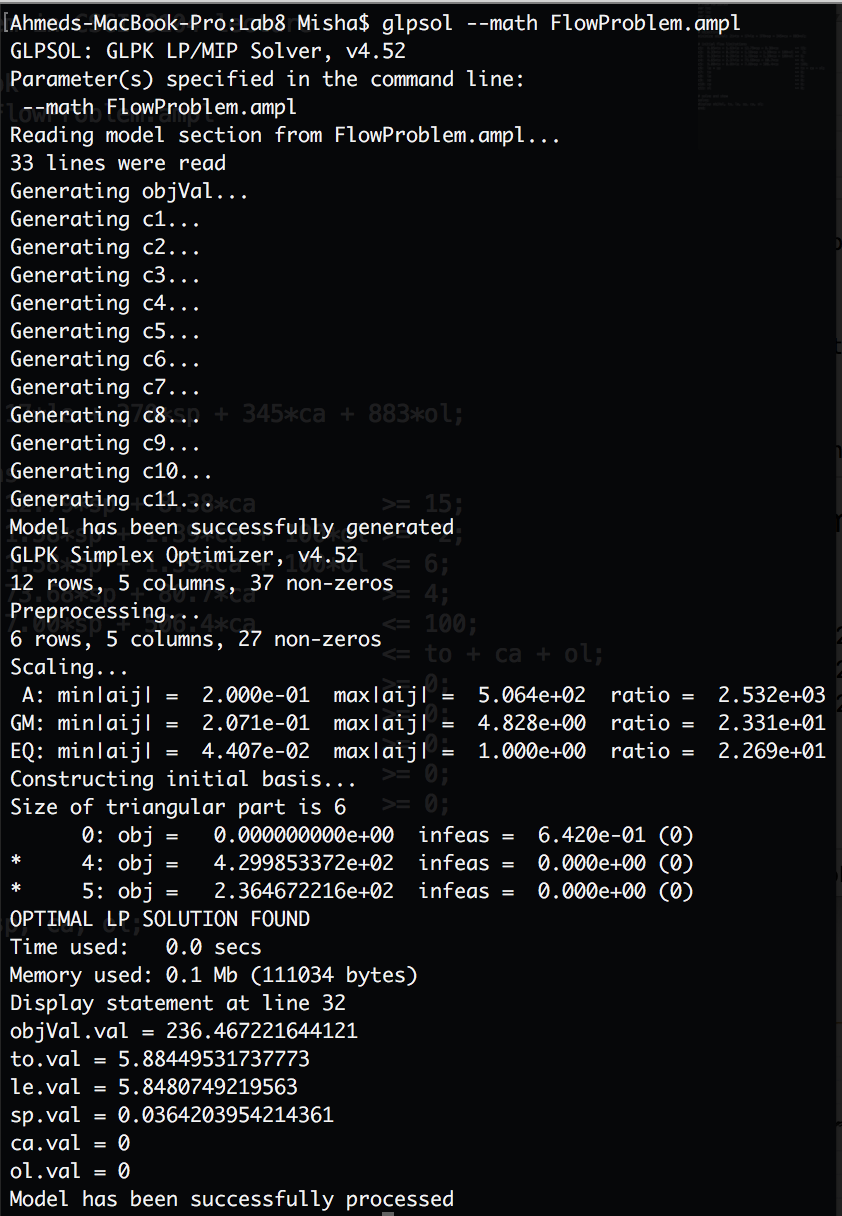 [Ahmeds-MacBook-Pro:Lab8 Misha$ glpsol --math FlowProblem.ampl
GLPSOL: GLPK LP/MIP Solver, v4.52
Parameter(s) specified in the command line:
 --math FlowProblem.ampl
Reading model section from FlowProblem.ampl...
33 lines were read
Generating objVal...
Generating c1...
Generating c2...
Generating c3...
Generating c4...
Generating c5...
Generating c6...
Generating c7...
Generating c8...
Generating c9...
Generating c10...
Generating c11...
Model has been successfully generated
GLPK Simplex Optimizer, v4.52
12 rows, 5 columns, 37 non-zeros
Preprocessing...
6 rows, 5 columns, 27 non-zeros
Scaling...
 A: min|aij| =  2.000e-01  max|aij| =  5.064e+02  ratio =  2.532e+03
GM: min|aij| =  2.071e-01  max|aij| =  4.828e+00  ratio =  2.331e+01
EQ: min|aij| =  4.407e-02  max|aij| =  1.000e+00  ratio =  2.269e+01
Constructing initial basis...
Size of triangular part is 6
      0: obj =   0.000000000e+00  infeas =  6.420e-01 (0)
*     4: obj =   4.299853372e+02  infeas =  0.000e+00 (0)
*     5: obj =   2.364672216e+02  infeas =  0.000e+00 (0)
OPTIMAL LP SOLUTION FOUND
Time used:   0.0 secs
Memory used: 0.1 Mb (111034 bytes)
Display statement at line 32
objVal.val = 236.467221644121
to.val = 5.88449531737773
le.val = 5.8480749219563
sp.val = 0.0364203954214361
ca.val = 0
ol.val = 0
Model has been successfully processed